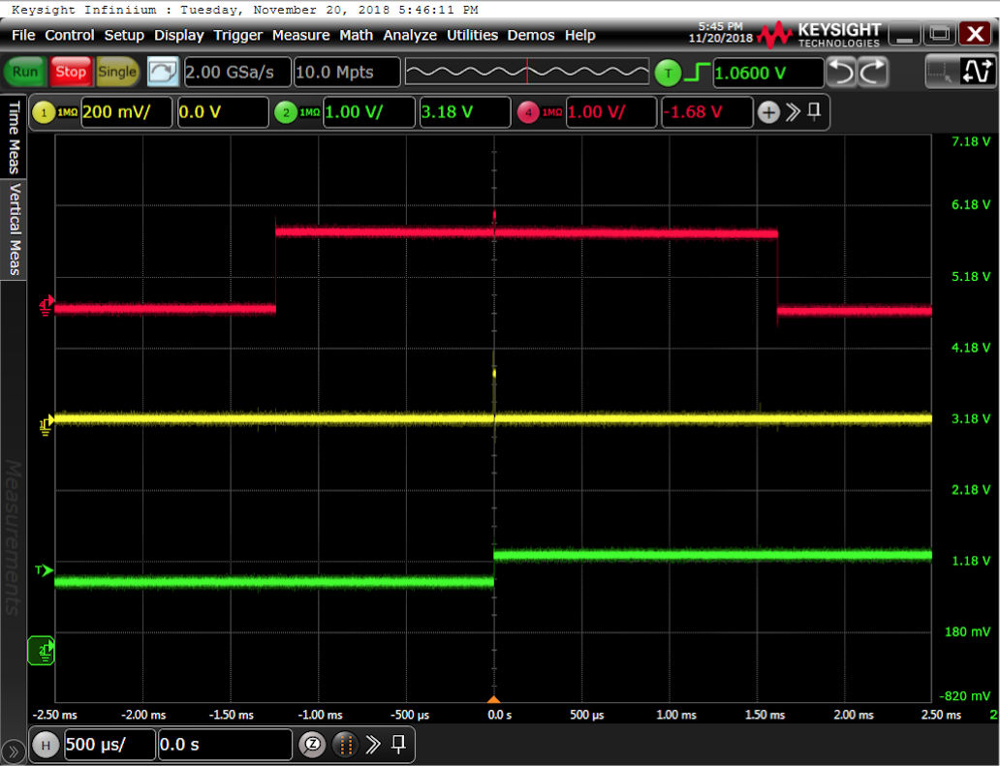 Keysight Infiniium : Tuesday, November 20, 2018 5:46:11 PM
File Control Setup Display Trigger Measure Math Analyze Utilities Demos Help
5:45 PM
11/20/2018
KEYSIGHT
TECHNOLOGIES
Run Stop Single 2.00 GSa/s 10.0 Mpts T 1.0600 V
1 1MΩ 200 mV/ 0.0 V 2 1MΩ 1.00 V/ 3.18 V 4 1MΩ 1.00 V/ -1.68 V
Time Meas
Vertical Meas
Measurements
7.18 V
6.18 V
5.18 V
4
4.18 V
1
3.18 V
2.18 V
T
1.18 V
2
180 mV
-820 mV
-2.50 ms -2.00 ms -1.50 ms -1.00 ms -500 µs 0.0 s 500 µs 1.00 ms 1.50 ms 2.00 ms 2.50 ms 2
H 500 µs/ 0.0 s Z